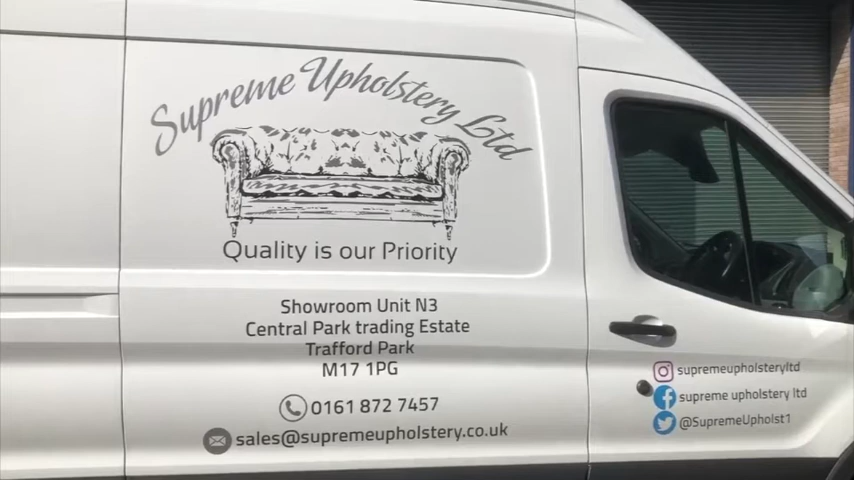 Supreme Upholstery Ltd
Quality is our Priority
Showroom Unit N3
Central Park trading Estate
Trafford Park
M17 1PG
0161 872 7457
sales@supremeupholstery.co.uk
supremeupholsteryltd
supreme upholstery ltd
@SupremeUpholst1